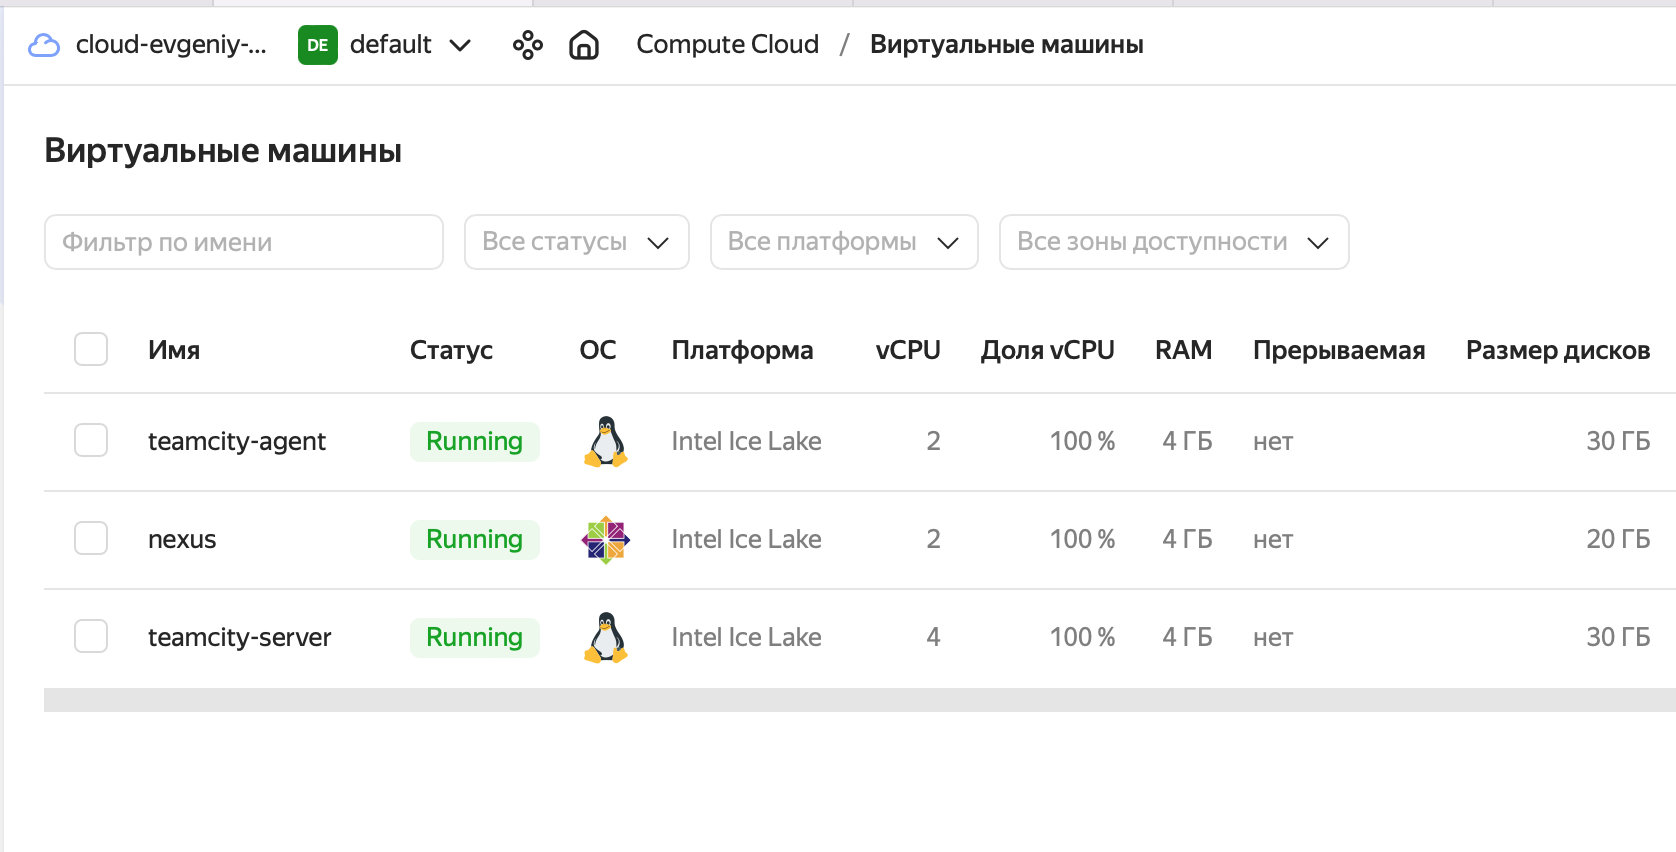 cloud-evgeniy-... DE default Compute Cloud / Виртуальные машины
Виртуальные машины
Фильтр по имени Все статусы Все платформы Все зоны доступности
Имя Статус ОС Платформа vCPU Доля vCPU RAM Прерываемая Размер дисков
teamcity-agent Running Intel Ice Lake 2 100 % 4 ГБ нет 30 ГБ
nexus Running Intel Ice Lake 2 100 % 4 ГБ нет 20 ГБ
teamcity-server Running Intel Ice Lake 4 100 % 4 ГБ нет 30 ГБ